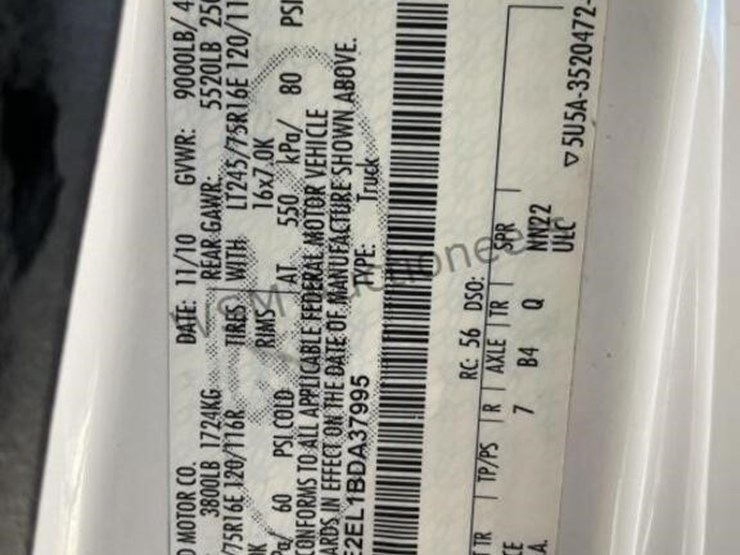 MOTOR CO. DATE: 11/10 GVWR: 9000LB/
3800LB 1724KG REAR GAWR: 5520LB
/75R16E 120/116R TIRES WITH LT245/75R16E 120/11
RIMS 16x7.0K
60 PSI COLD AT 550 kPa/ 80 PSI
CONFORMS TO ALL APPLICABLE FEDERAL MOTOR VEHICLE
ARDS IN EFFECT ON THE DATE OF MANUFACTURE SHOWN ABOVE.
E2EL1BDA37995 TYPE: Truck
RC: 56 DSO:
TR TP/PS R AXLE TR SPR
7 B4 Q NN22
ULC
▽ 5U5A-3520472-